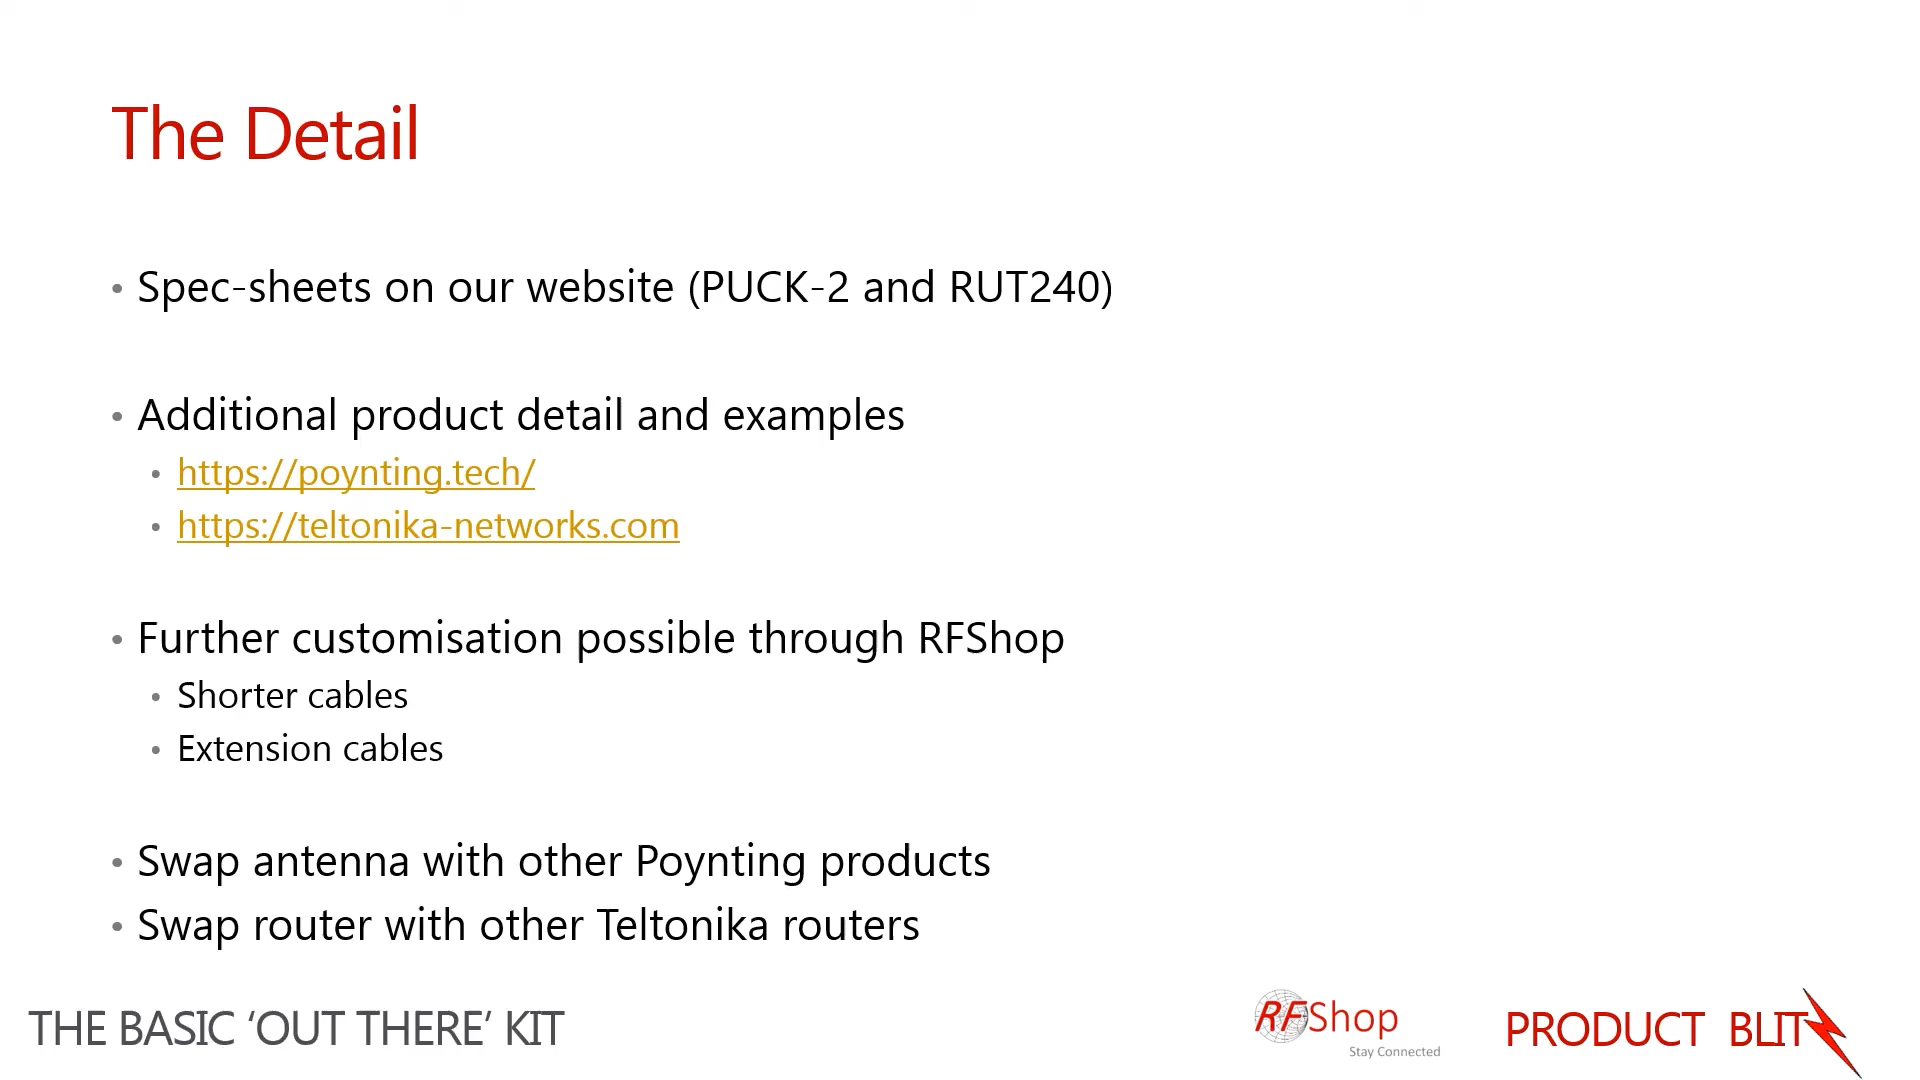 The Detail
• Spec-sheets on our website (PUCK-2 and RUT240)
• Additional product detail and examples
• https://poynting.tech/
• https://teltonika-networks.com
• Further customisation possible through RFShop
• Shorter cables
• Extension cables
• Swap antenna with other Poynting products
• Swap router with other Teltonika routers
THE BASIC ‘OUT THERE’ KIT
RFShop
Stay Connected
PRODUCT BLITZ